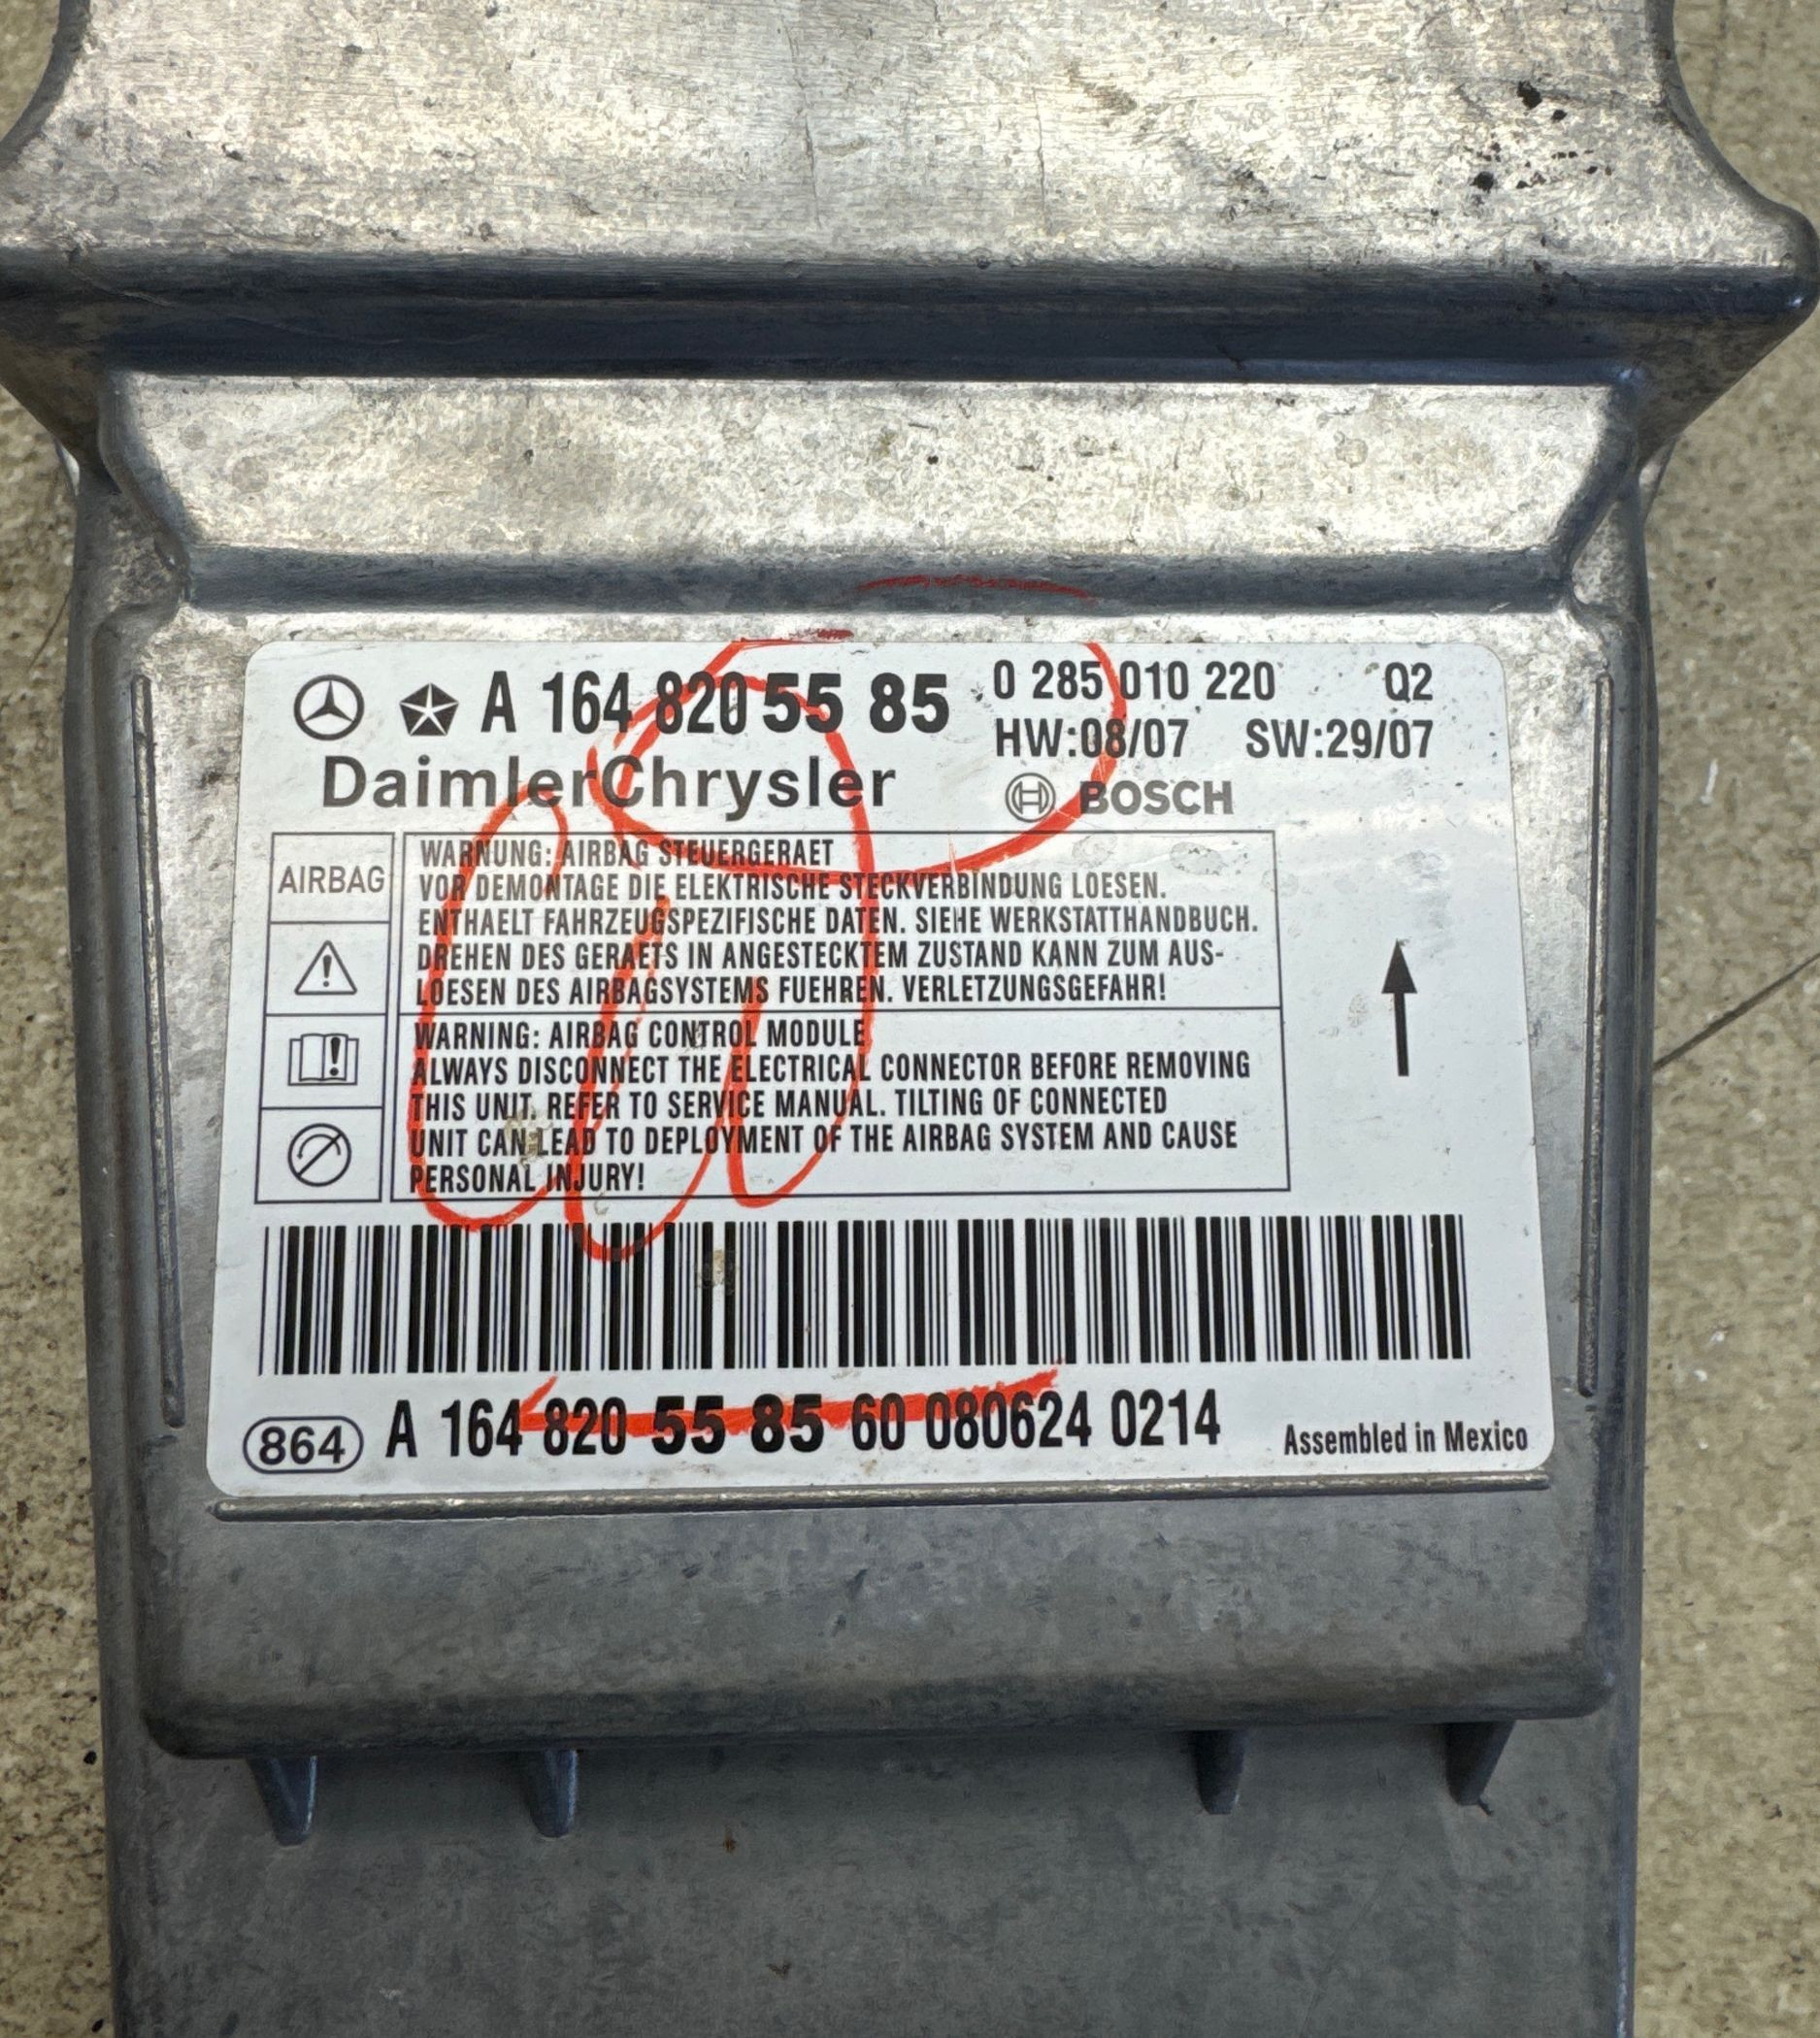 A 164 820 55 85
0 285 010 220 Q2
HW:08/07 SW:29/07
DaimlerChrysler
BOSCH
AIRBAG
WARNUNG: AIRBAG STEUERGERAET
VOR DEMONTAGE DIE ELEKTRISCHE STECKVERBINDUNG LOESEN.
ENTHAELT FAHRZEUGSPEZIFISCHE DATEN. SIEHE WERKSTATTHANDBUCH.
DREHEN DES GERAETS IN ANGESTECKTEM ZUSTAND KANN ZUM AUS-
LOESEN DES AIRBAGSYSTEMS FUEHREN. VERLETZUNGSGEFAHR!
WARNING: AIRBAG CONTROL MODULE
ALWAYS DISCONNECT THE ELECTRICAL CONNECTOR BEFORE REMOVING
THIS UNIT. REFER TO SERVICE MANUAL. TILTING OF CONNECTED
UNIT CAN LEAD TO DEPLOYMENT OF THE AIRBAG SYSTEM AND CAUSE
PERSONAL INJURY!
864 A 164 820 55 85 60 080624 0214 Assembled in Mexico